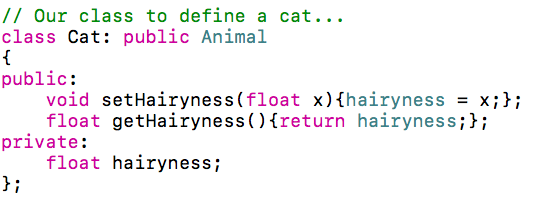 // Our class to define a cat...
class Cat: public Animal
{
public:
    void setHairyness(float x){hairyness = x;};
    float getHairyness(){return hairyness;};
private:
    float hairyness;
};